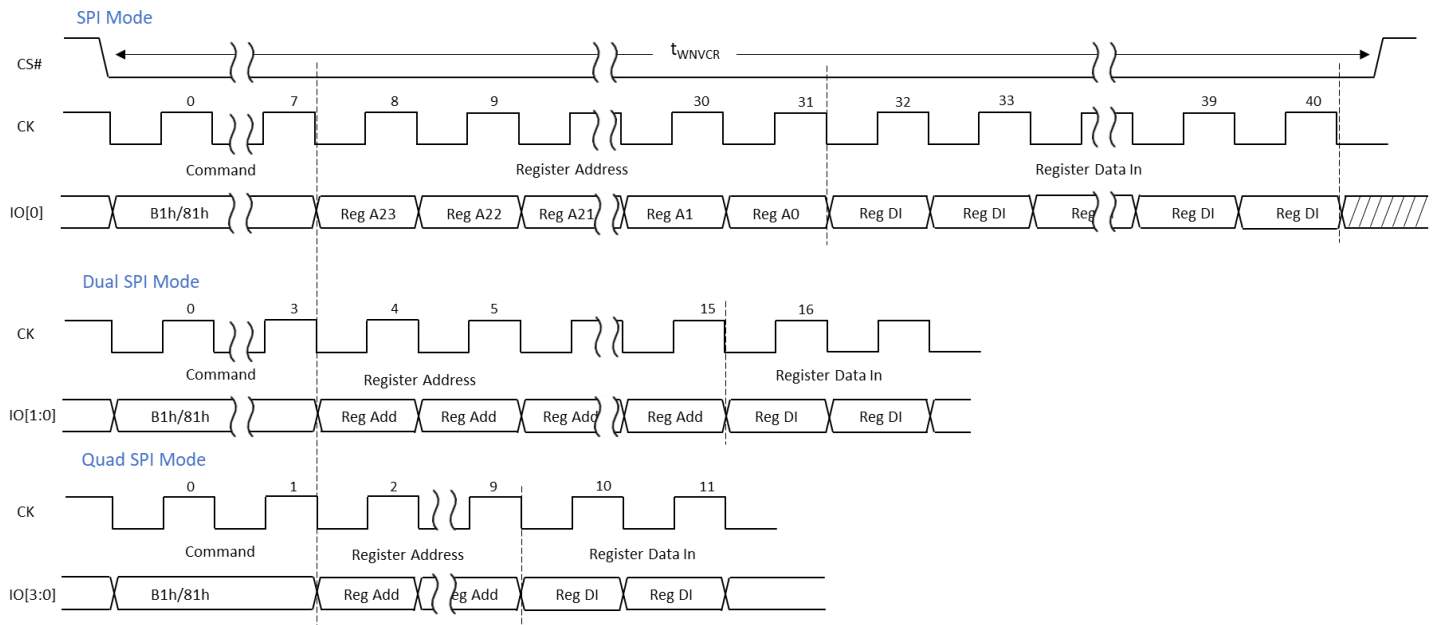 SPI Mode
tWNVCR
CS#
0 7 8 9 30 31 32 33 39 40
CK
Command Register Address Register Data In
IO[0] B1h/81h Reg A23 Reg A22 Reg A21 Reg A1 Reg A0 Reg DI Reg DI Reg Reg DI Reg DI
Dual SPI Mode
0 3 4 5 15 16
CK
Command Register Address Register Data In
IO[1:0] B1h/81h Reg Add Reg Add Reg Add Reg Add Reg DI Reg DI
Quad SPI Mode
0 1 2 9 10 11
CK
Command Register Address Register Data In
IO[3:0] B1h/81h Reg Add eg Add Reg DI Reg DI